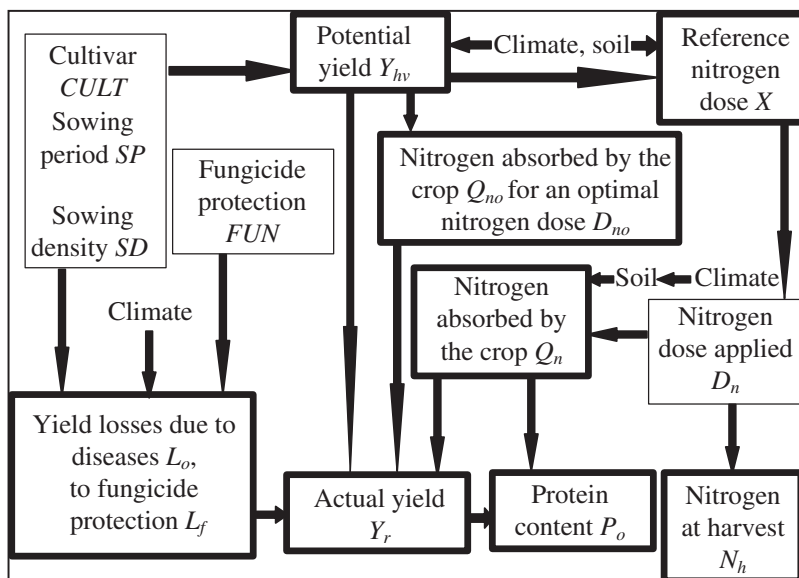 Cultivar
CULT
Sowing
period SP
Sowing
density SD
Potential
yield Yhv
Climate, soil
Reference
nitrogen
dose X
Fungicide
protection
FUN
Nitrogen absorbed by the
crop Qno for an optimal
nitrogen dose Dno
Climate
Nitrogen
absorbed by
the crop Qn
Soil
Climate
Nitrogen
dose applied
Dn
Yield losses due to
diseases Lo,
to fungicide
protection Lf
Actual yield
Yr
Protein
content Po
Nitrogen
at harvest
Nh